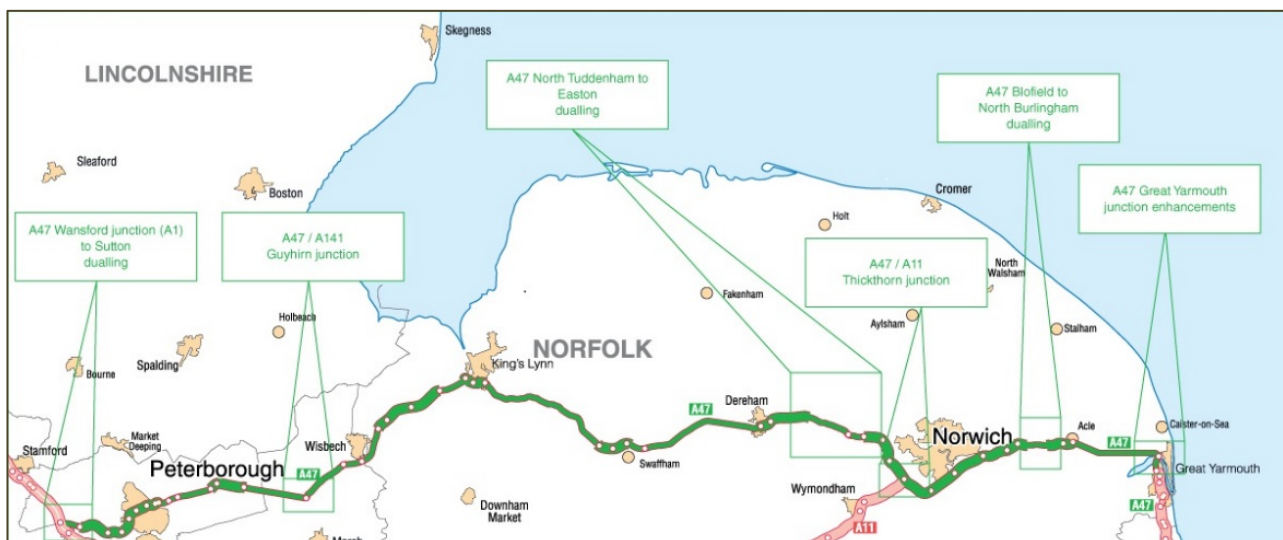 Skegness
LINCOLNSHIRE
A47 North Tuddenham to
Easton
dualling
A47 Blofield to
North Burlingham
dualling
Sleaford
Boston
Cromer
A47 Great Yarmouth
junction enhancements
Holt
A47 Wansford junction (A1)
to Sutton
dualling
A47 / A141
Guyhirn junction
A47 / A11
Thickthorn junction
North
Walsham
Fakenham
Holbeach
Aylsham
Stalham
Spalding
NORFOLK
King's Lynn
Bourne
Dereham
A47
Market
Deeping
Wisbech
Norwich
Acle
Caister-on-Sea
A47
Stamford
Peterborough
A47
Swaffham
Great Yarmouth
Wymondham
Downham
Market
A47
A11